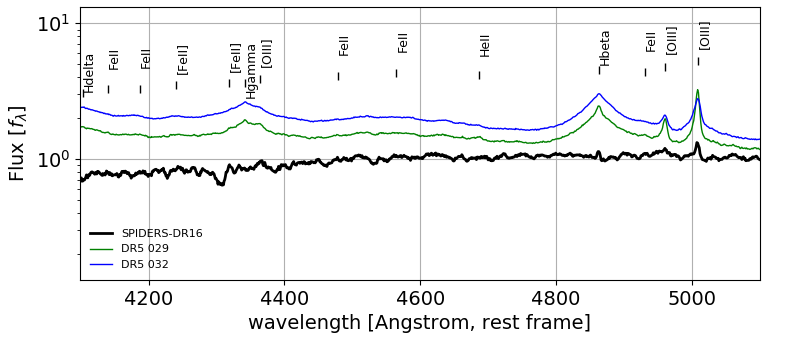 Hdelta
FeII
FeII
[FeII]
[FeII]
Hgamma
[OIII]
FeII
FeII
HeII
Hbeta
FeII
[OIII]
[OIII]
10¹
10⁰
Flux [fλ]
SPIDERS-DR16
DR5 029
DR5 032
4200 4400 4600 4800 5000
wavelength [Angstrom, rest frame]